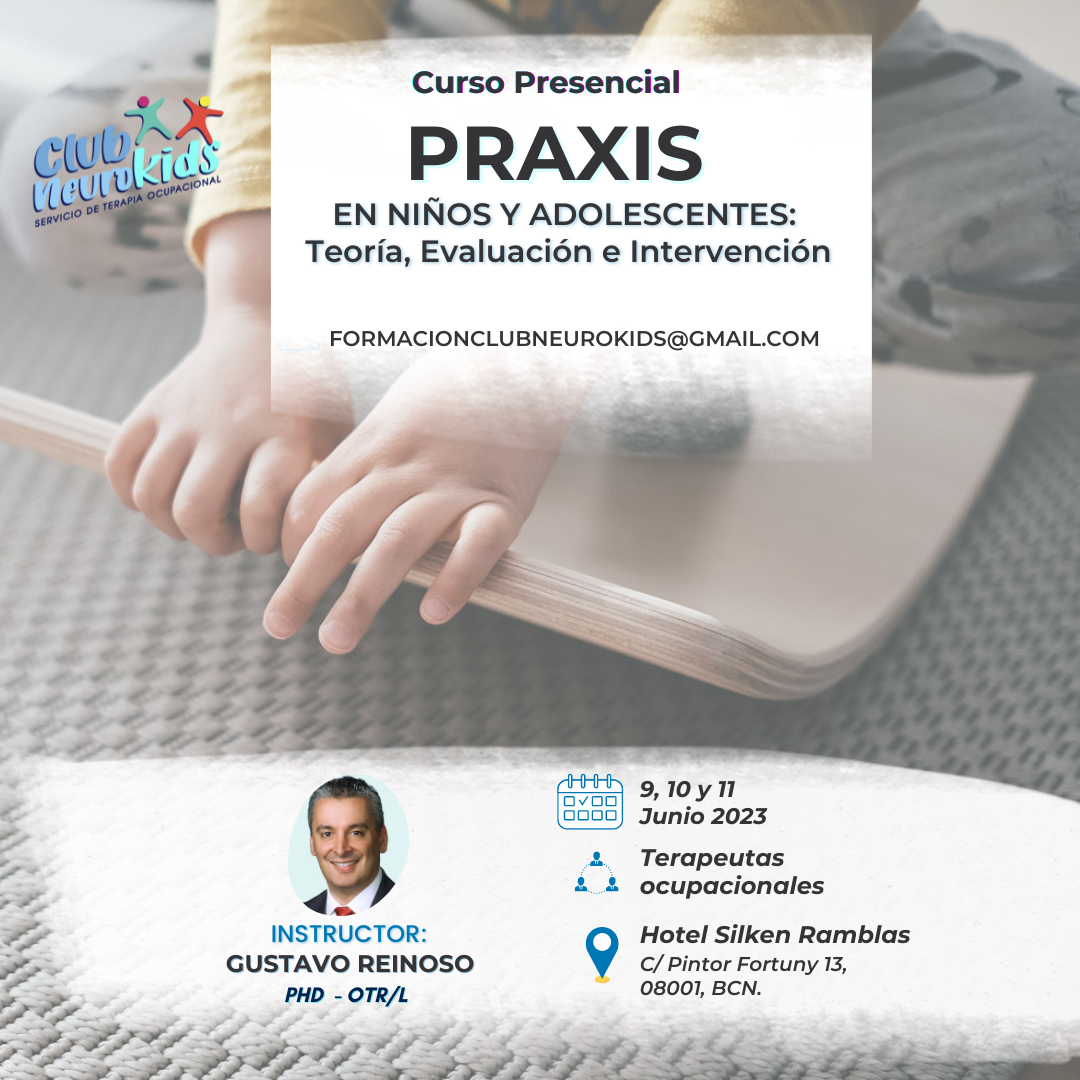 Curso Presencial
PRAXIS
EN NIÑOS Y ADOLESCENTES:
Teoría, Evaluación e Intervención
FORMACIONCLUBNEUROKIDS@GMAIL.COM
Club
neurokids
SERVICIO DE TERAPIA OCUPACIONAL
INSTRUCTOR:
GUSTAVO REINOSO
PHD - OTR/L
9, 10 y 11
Junio 2023
Terapeutas
ocupacionales
Hotel Silken Ramblas
C/ Pintor Fortuny 13,
08001, BCN.